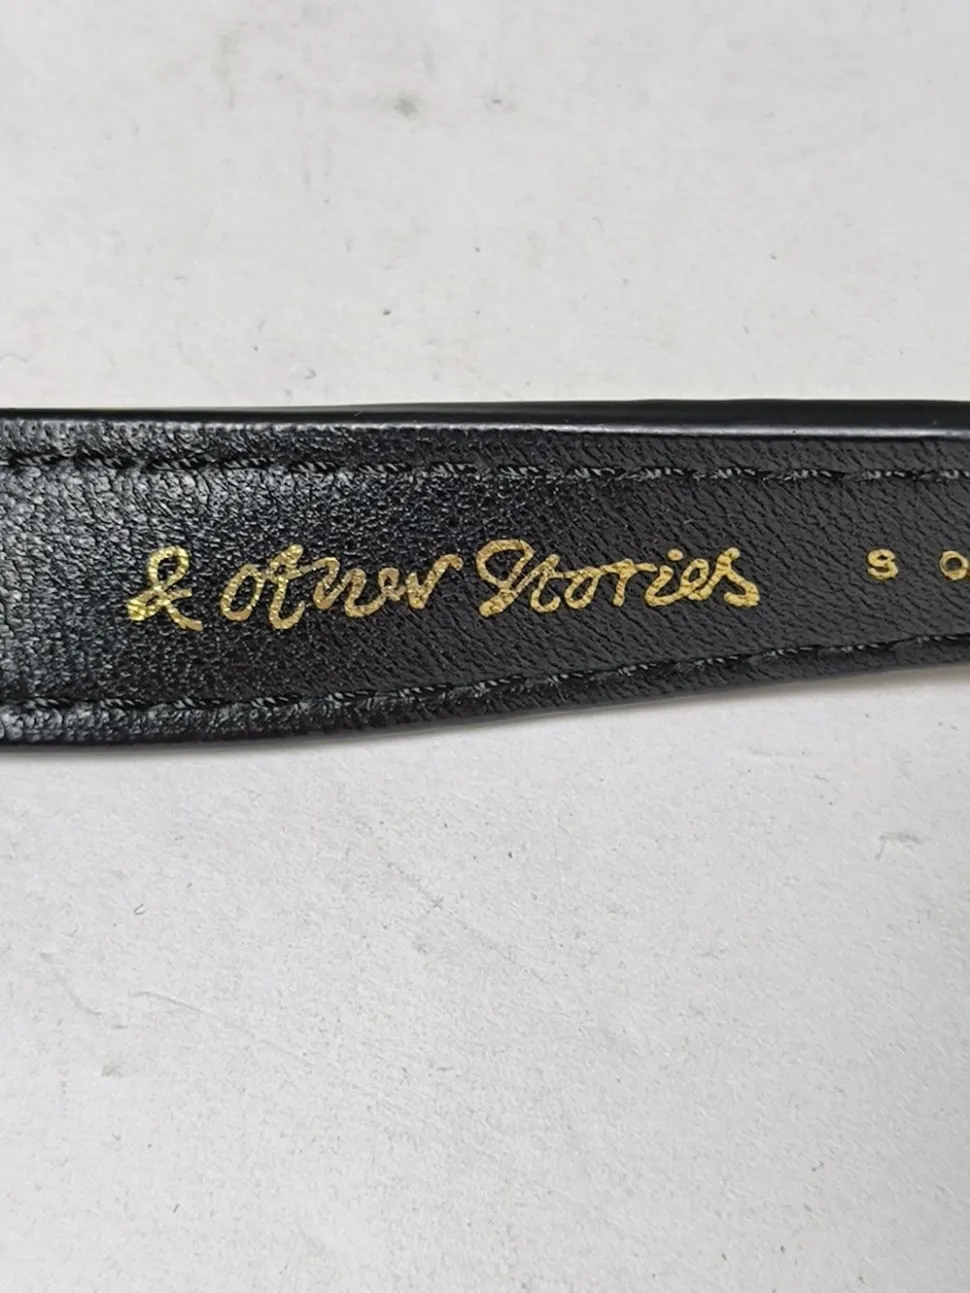 & Other Stories S O